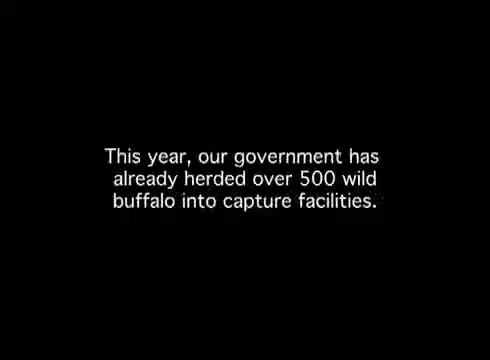 This year, our government has
already herded over 500 wild
buffalo into capture facilities.